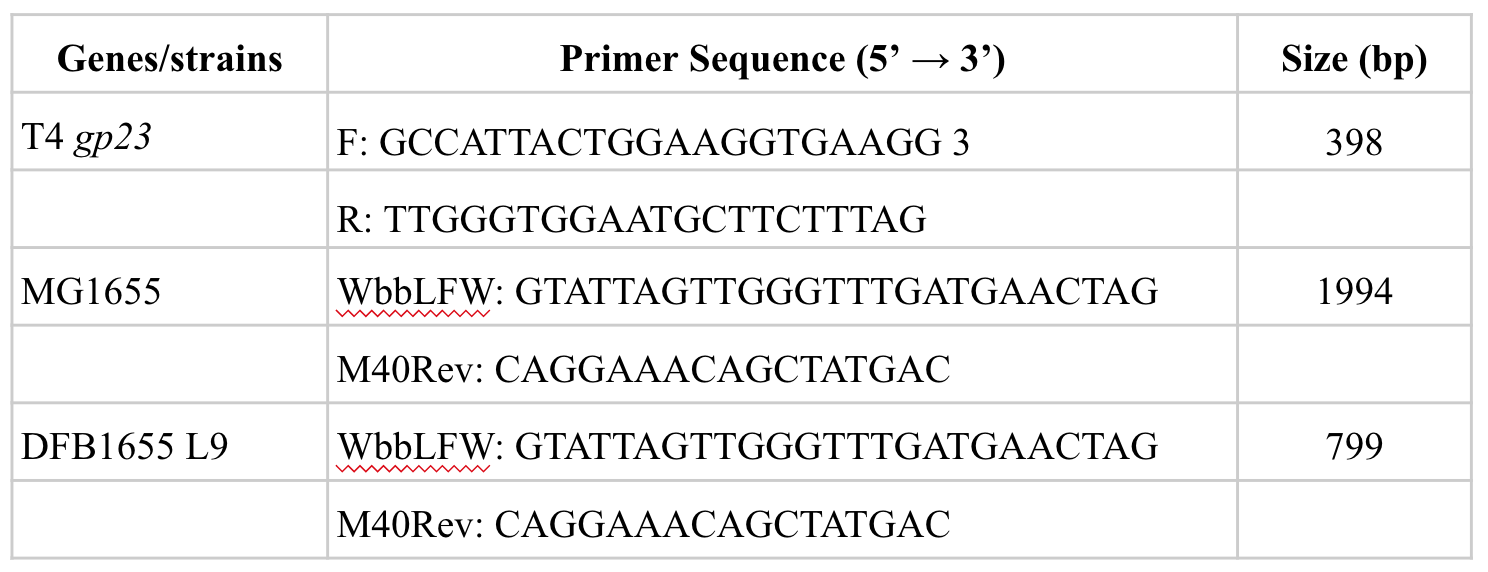 Genes/strains Primer Sequence (5’ → 3’) Size (bp)
T4 gp23 F: GCCATTACTGGAAGGTGAAGG 3 398
R: TTGGGTGGAATGCTTCTTTAG
MG1655 WbbLFW: GTATTAGTTGGGTTTGATGAACTAG 1994
M40Rev: CAGGAAACAGCTATGAC
DFB1655 L9 WbbLFW: GTATTAGTTGGGTTTGATGAACTAG 799
M40Rev: CAGGAAACAGCTATGAC